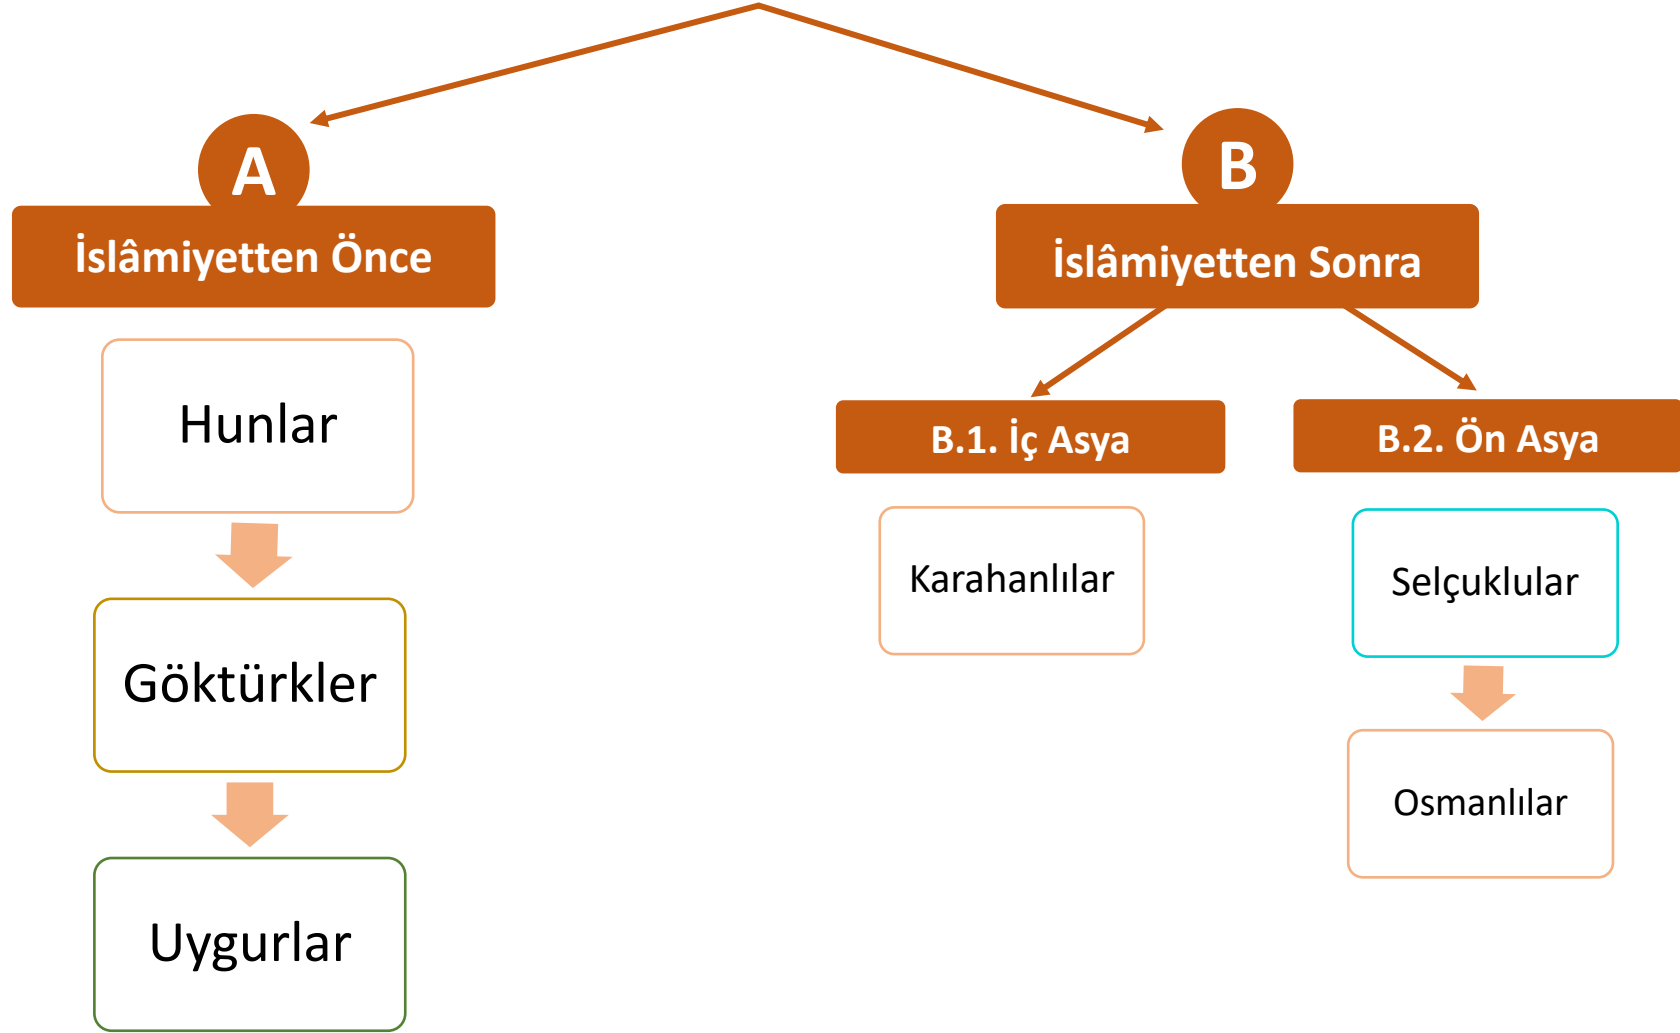 A
İslâmiyetten Önce
Hunlar
Göktürkler
Uygurlar
B
İslâmiyetten Sonra
B.1. İç Asya
Karahanlılar
B.2. Ön Asya
Selçuklular
Osmanlılar